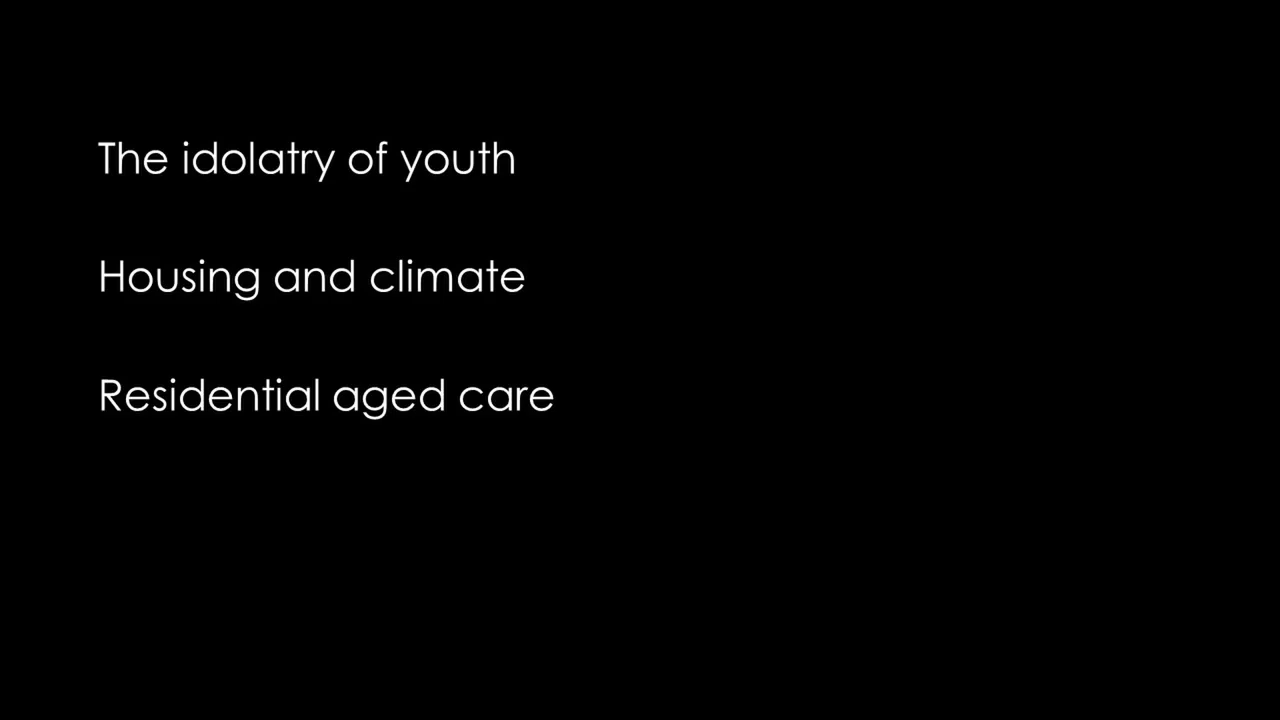 The idolatry of youth
Housing and climate
Residential aged care